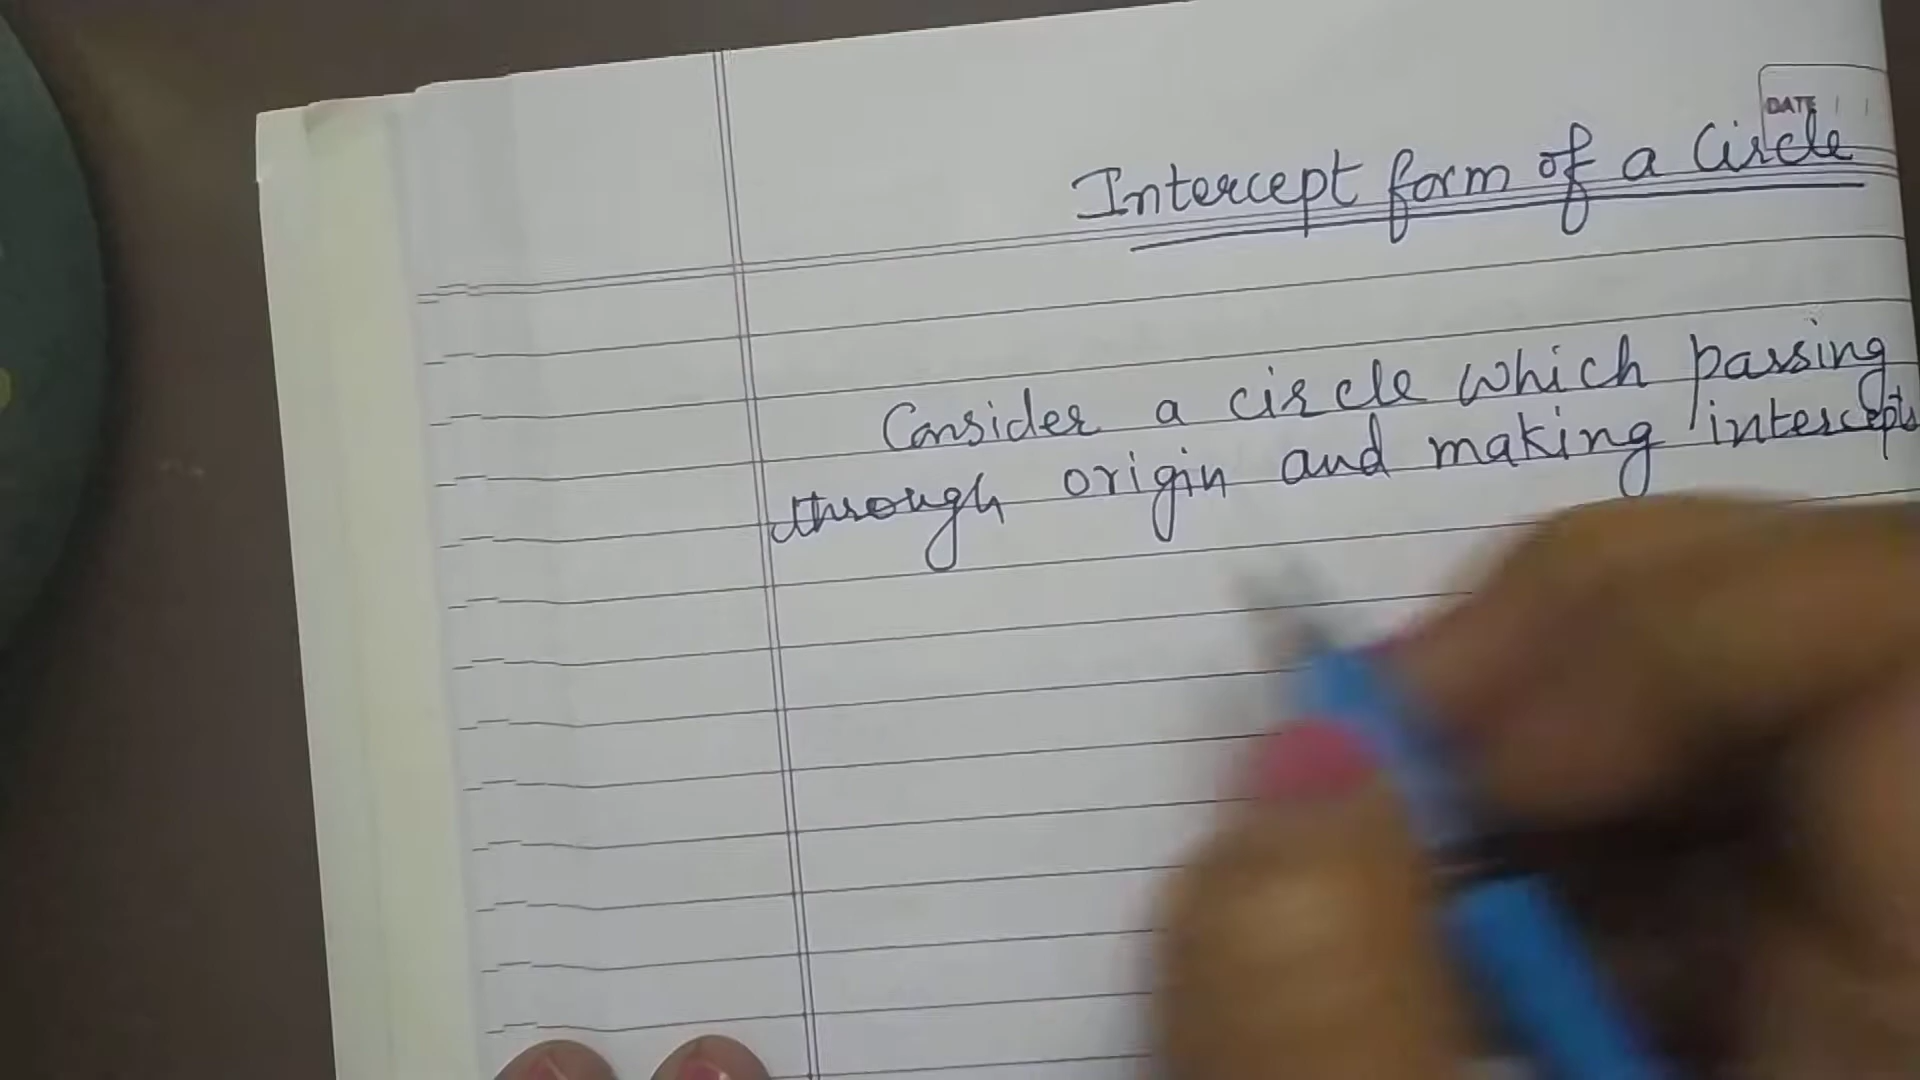 DATE
Intercept form of a Circle
Consider a circle which passing
through origin and making intercepts